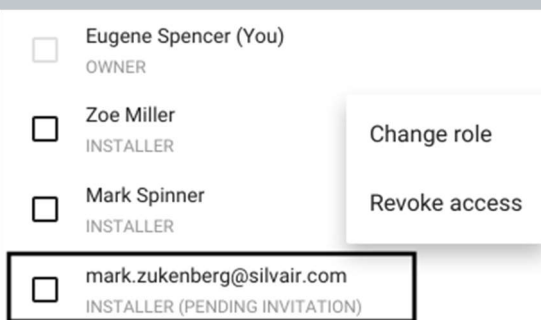 Eugene Spencer (You)
OWNER
Zoe Miller
INSTALLER
Change role
Mark Spinner
INSTALLER
Revoke access
mark.zukenberg@silvair.com
INSTALLER (PENDING INVITATION)